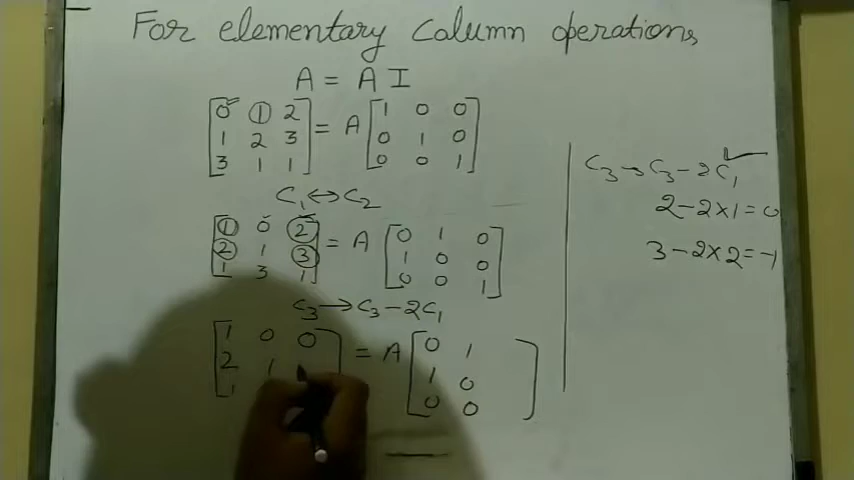 For elementary Column operations
A = A I
[0 1 2] = A [1 0 0]
[1 2 3] [0 1 0]
[3 1 1] [0 0 1]
C₁ ↔ C₂
[1 0 2] = A [0 1 0]
[2 1 3] [1 0 0]
[1 3 1] [0 0 1]
C₃ → C₃ - 2C₁
[1 0 0] = A [0 1
[2 1 [1 0
[1 [0 0
C₃ → C₃ - 2C₁
2 - 2 × 1 = 0
3 - 2 × 2 = -1